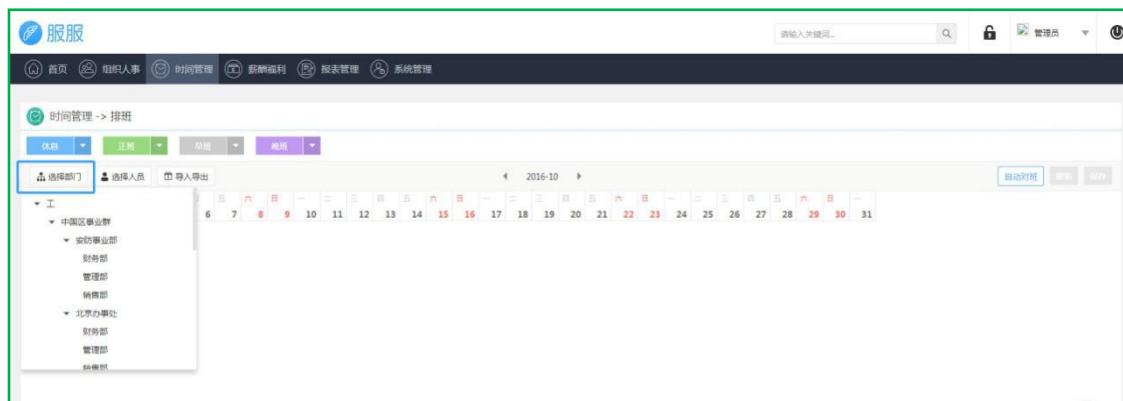 服服
请输入关键词...
管理员
首页 组织人事 时间管理 薪酬福利 报表管理 系统管理
时间管理 -> 排班
休息 正班 早班 晚班
选择部门 选择人员 导入导出 2016-10 自动对班 保存
五 六 日 一 二 三 四 五 六 日 一 二 三 四 五 六 日 一 二 三 四 五 六 日 一
6 7 8 9 10 11 12 13 14 15 16 17 18 19 20 21 22 23 24 25 26 27 28 29 30 31
工
中国区事业群
安防事业部
财务部
管理部
销售部
北京办事处
财务部
管理部
销售部